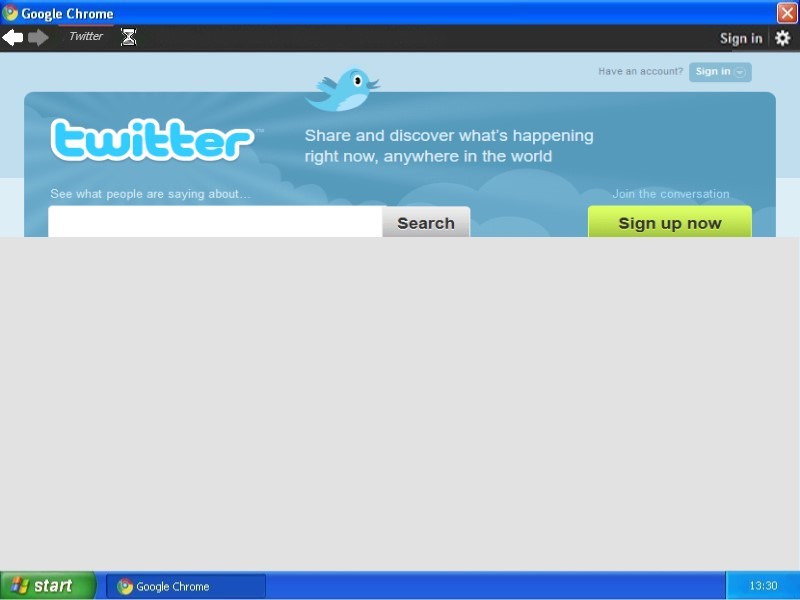 Google Chrome
Twitter
Sign in
Have an account? Sign in
twitter™
Share and discover what's happening
right now, anywhere in the world
See what people are saying about...
Join the conversation
Search
Sign up now
start
Google Chrome
13:30